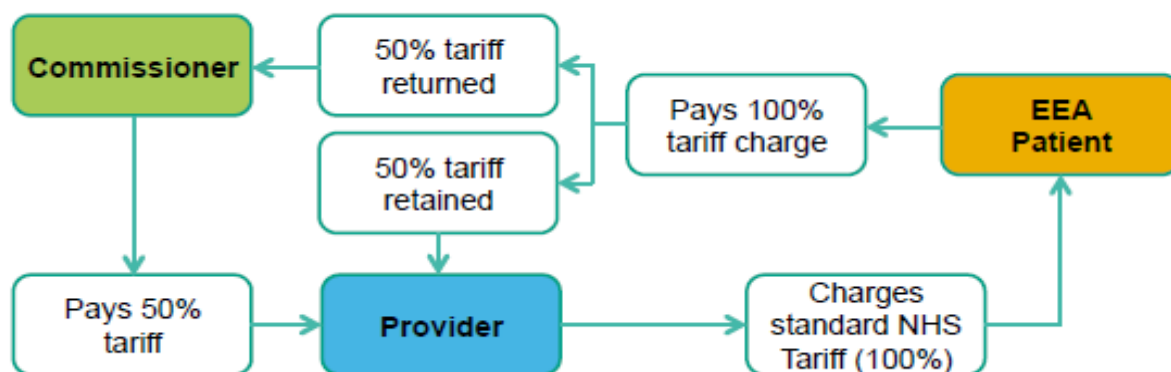 Commissioner
50% tariff
returned
Pays 100%
tariff charge
EEA
Patient
50% tariff
retained
Pays 50%
tariff
Provider
Charges
standard NHS
Tariff (100%)